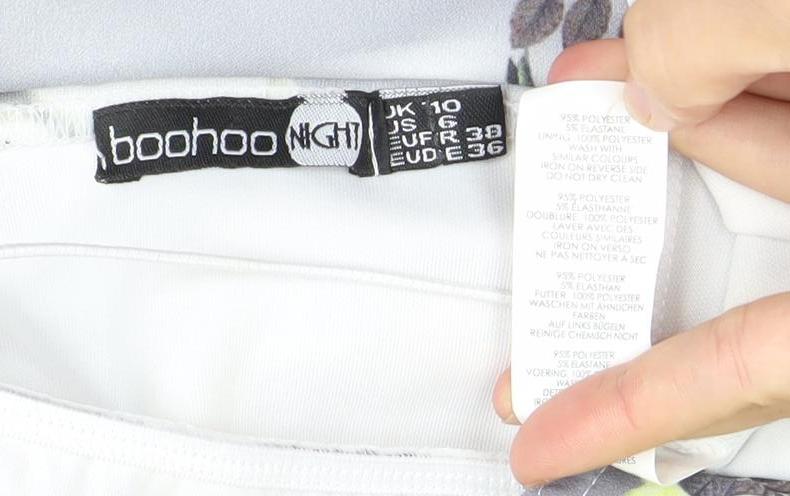 boohoo NIGHT
UK 10
US 6
EUFR 38
EUDE 36
95% POLYESTER
5% ELASTANE
LINING: 100% POLYESTER
WASH WITH
SIMILAR COLOURS
IRON ON REVERSE SIDE
DO NOT DRY CLEAN
95% POLYESTER
5% ÉLASTHANNE
DOUBLURE: 100% POLYESTER
LAVER AVEC DES
COULEURS SIMILAIRES
IRON ON VERSO
NE PAS NETTOYER A SEC
95% POLYESTER
5% ELASTHAN
FUTTER: 100% POLYESTER
WASCHEN MIT ÄHNLICHEN
FARBEN
AUF LINKS BÜGELN
REINIGE CHEMISCH NICHT
95% POLYESTER
5% ELASTANE
VOERING: 100%